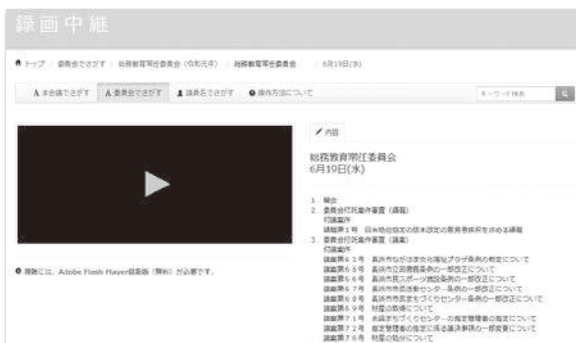 録画中継
トップ / 委員会でさがす / 総務教育常任委員会（令和元年） / 総務教育常任委員会 / 6月19日(水)
本会議でさがす 委員会でさがす 議員名でさがす 操作方法について キーワード検索
内容
総務教育常任委員会
6月19日(水)
1. 開会
2. 委員会付託案件審査（請願）
付議案件
請願第1号 日米地位協定の抜本改定の意見書採択を求める請願
3. 委員会付託案件審査（議案）
付議案件
視聴には、Adobe Flash Player最新版（無料）が必要です。
議案第62号 長浜市ながはま文化福祉プラザ条例の制定について
議案第65号 長浜市立図書館条例の一部改正について
議案第66号 長浜市民スポーツ施設条例の一部改正について
議案第67号 長浜市市民活動センター条例の一部改正について
議案第68号 長浜市市民まちづくりセンター条例の一部改正について
議案第69号 財産の取得について
議案第71号 まちづくりセンターの指定管理者の指定について
議案第72号 指定管理者の指定に係る議決事項の一部変更について
議案第76号 財産の処分について